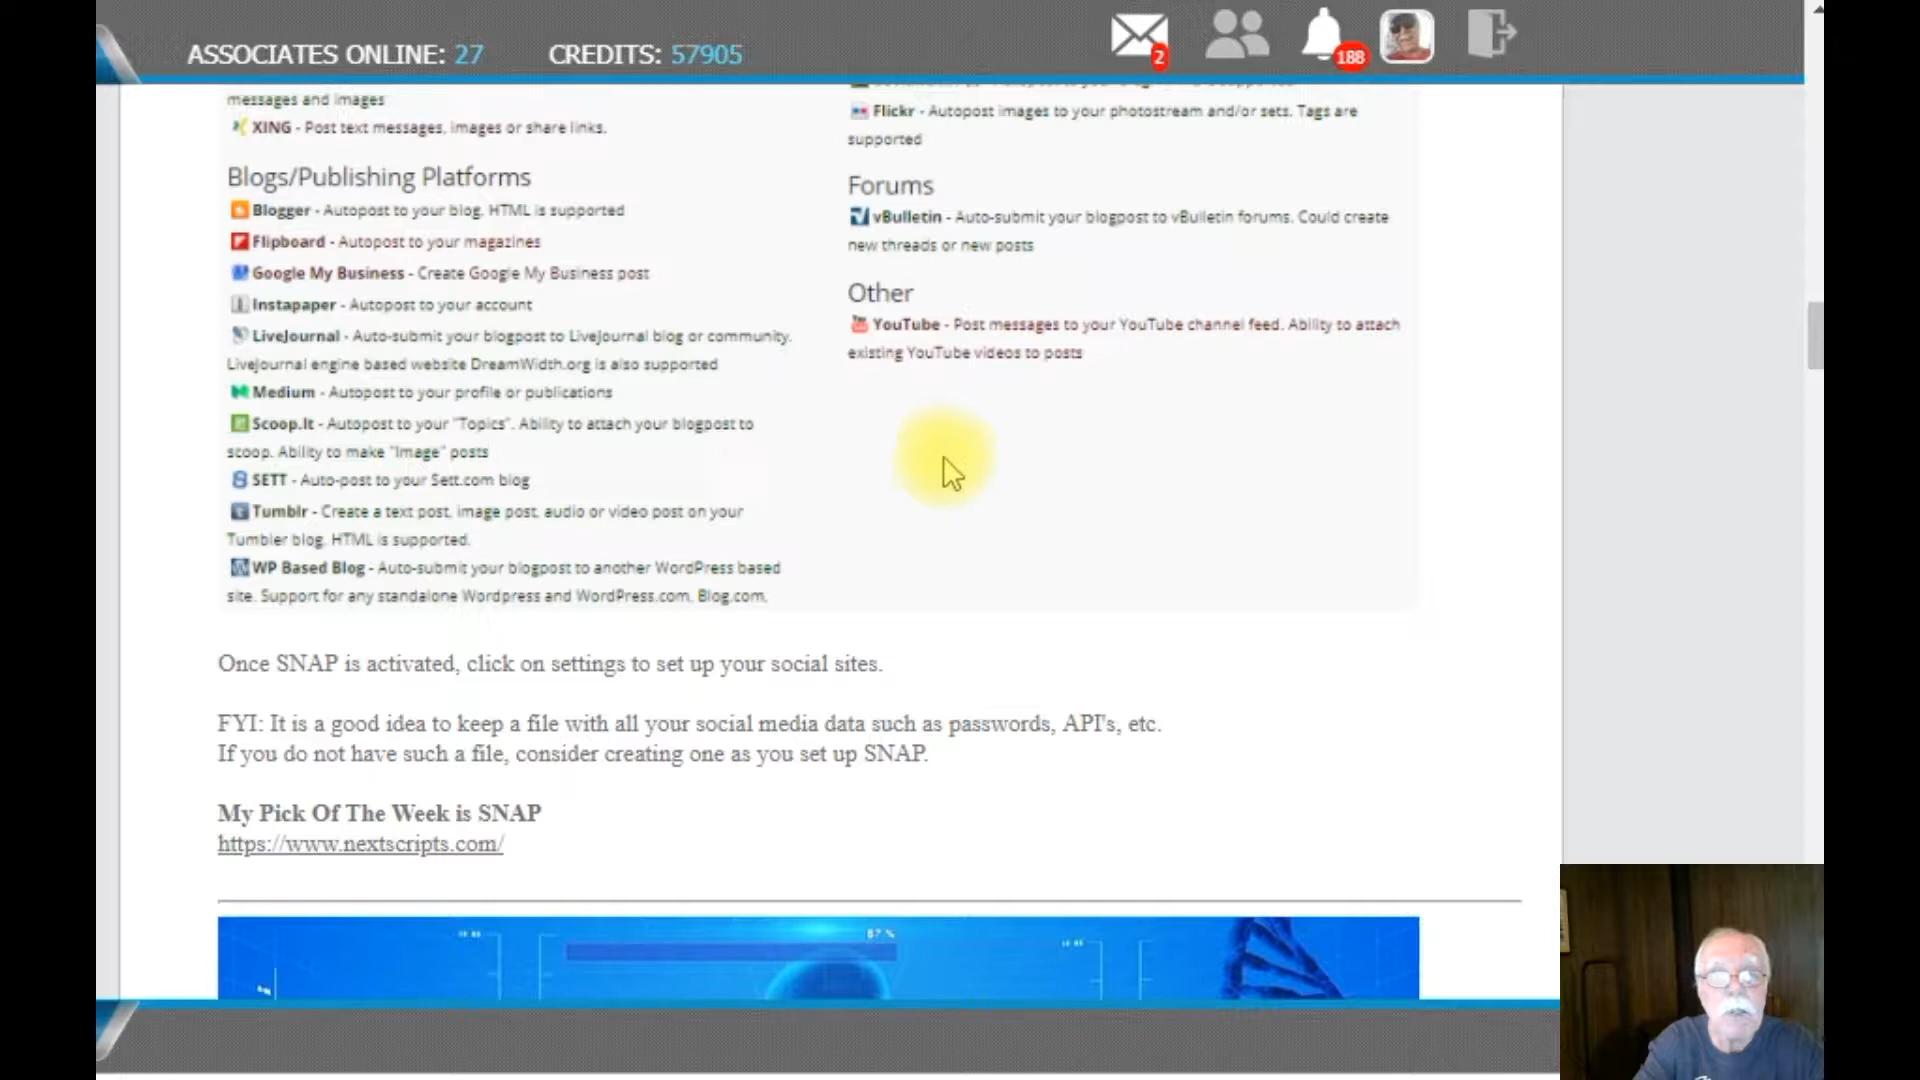 ASSOCIATES ONLINE: 27
CREDITS: 57905
2
188
messages and images
XING - Post text messages, images or share links.
Blogs/Publishing Platforms
Blogger - Autopost to your blog. HTML is supported
Flipboard - Autopost to your magazines
Google My Business - Create Google My Business post
Instapaper - Autopost to your account
LiveJournal - Auto-submit your blogpost to LiveJournal blog or community.
LiveJournal engine based website DreamWidth.org is also supported
Medium - Autopost to your profile or publications
Scoop.It - Autopost to your "Topics". Ability to attach your blogpost to
scoop. Ability to make "Image" posts
SETT - Auto-post to your Sett.com blog
Tumblr - Create a text post, image post, audio or video post on your
Tumbler blog. HTML is supported.
WP Based Blog - Auto-submit your blogpost to another WordPress based
site. Support for any standalone Wordpress and WordPress.com, Blog.com,
Flickr - Autopost images to your photostream and/or sets. Tags are
supported
Forums
vBulletin - Auto-submit your blogpost to vBulletin forums. Could create
new threads or new posts
Other
YouTube - Post messages to your YouTube channel feed. Ability to attach
existing YouTube videos to posts
Once SNAP is activated, click on settings to set up your social sites.
FYI: It is a good idea to keep a file with all your social media data such as passwords, API's, etc.
If you do not have such a file, consider creating one as you set up SNAP.
My Pick Of The Week is SNAP
https://www.nextscripts.com/
87 %